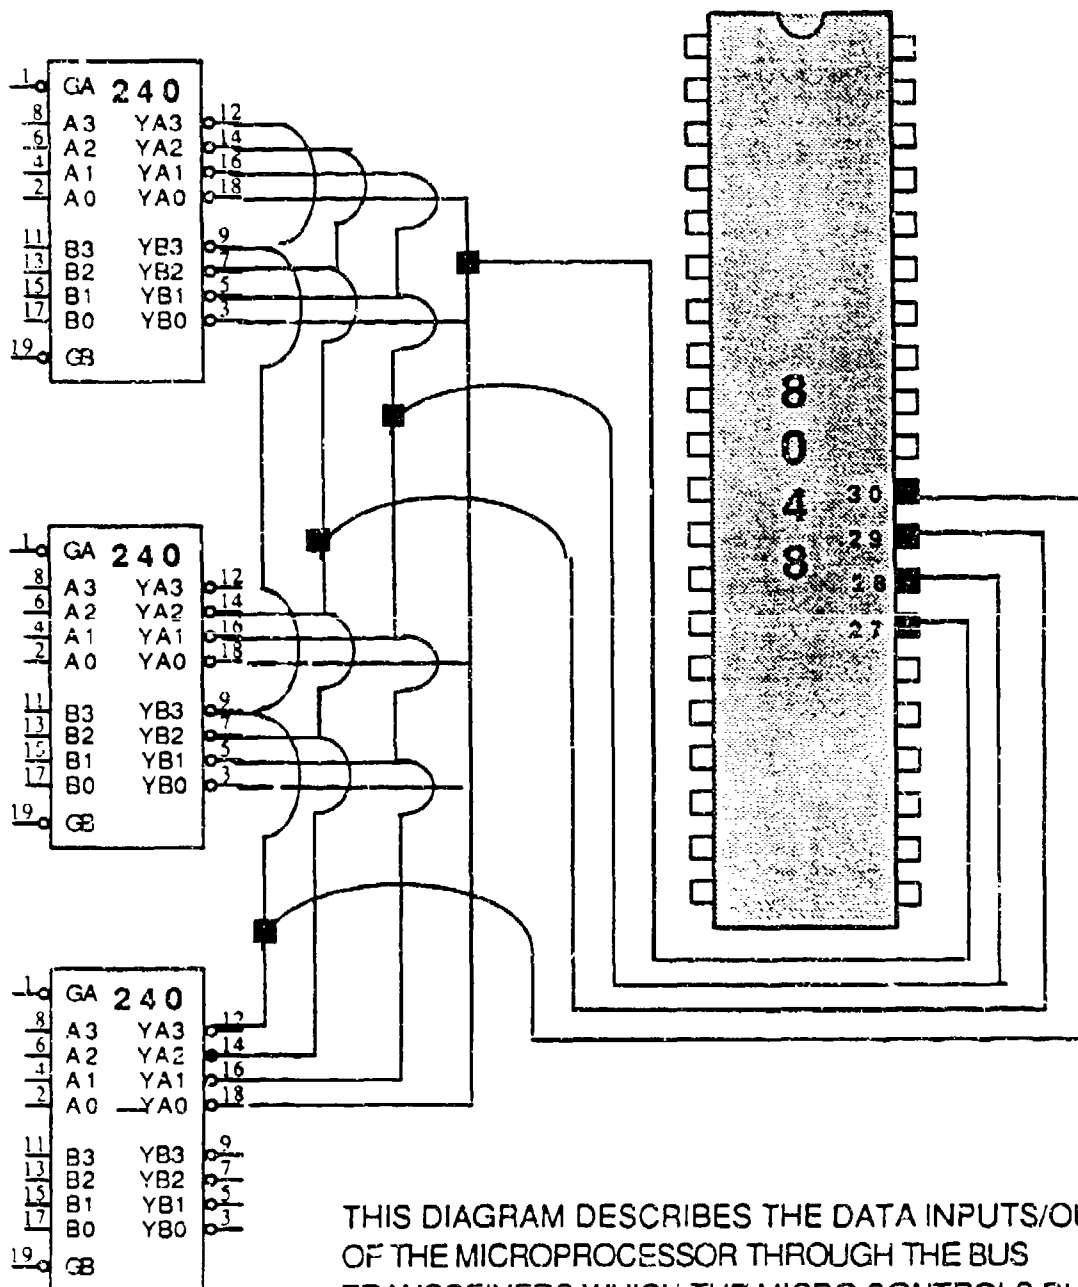 1 GA 240
8 A3 YA3 12
6 A2 YA2 14
4 A1 YA1 16
2 A0 YA0 18
11 B3 YB3 9
13 B2 YB2 7
15 B1 YB1 5
17 B0 YB0 3
19 GB
1 GA 240
8 A3 YA3 12
6 A2 YA2 14
4 A1 YA1 16
2 A0 YA0 18
11 B3 YB3 9
13 B2 YB2 7
15 B1 YB1 5
17 B0 YB0 3
19 GB
1 GA 240
8 A3 YA3 12
6 A2 YA2 14
4 A1 YA1 16
2 A0 YA0 18
11 B3 YB3 9
13 B2 YB2 7
15 B1 YB1 5
17 B0 YB0 3
19 GB
8048
30
29
28
27
THIS DIAGRAM DESCRIBES THE DATA INPUTS/OU
OF THE MICROPROCESSOR THROUGH THE BUS